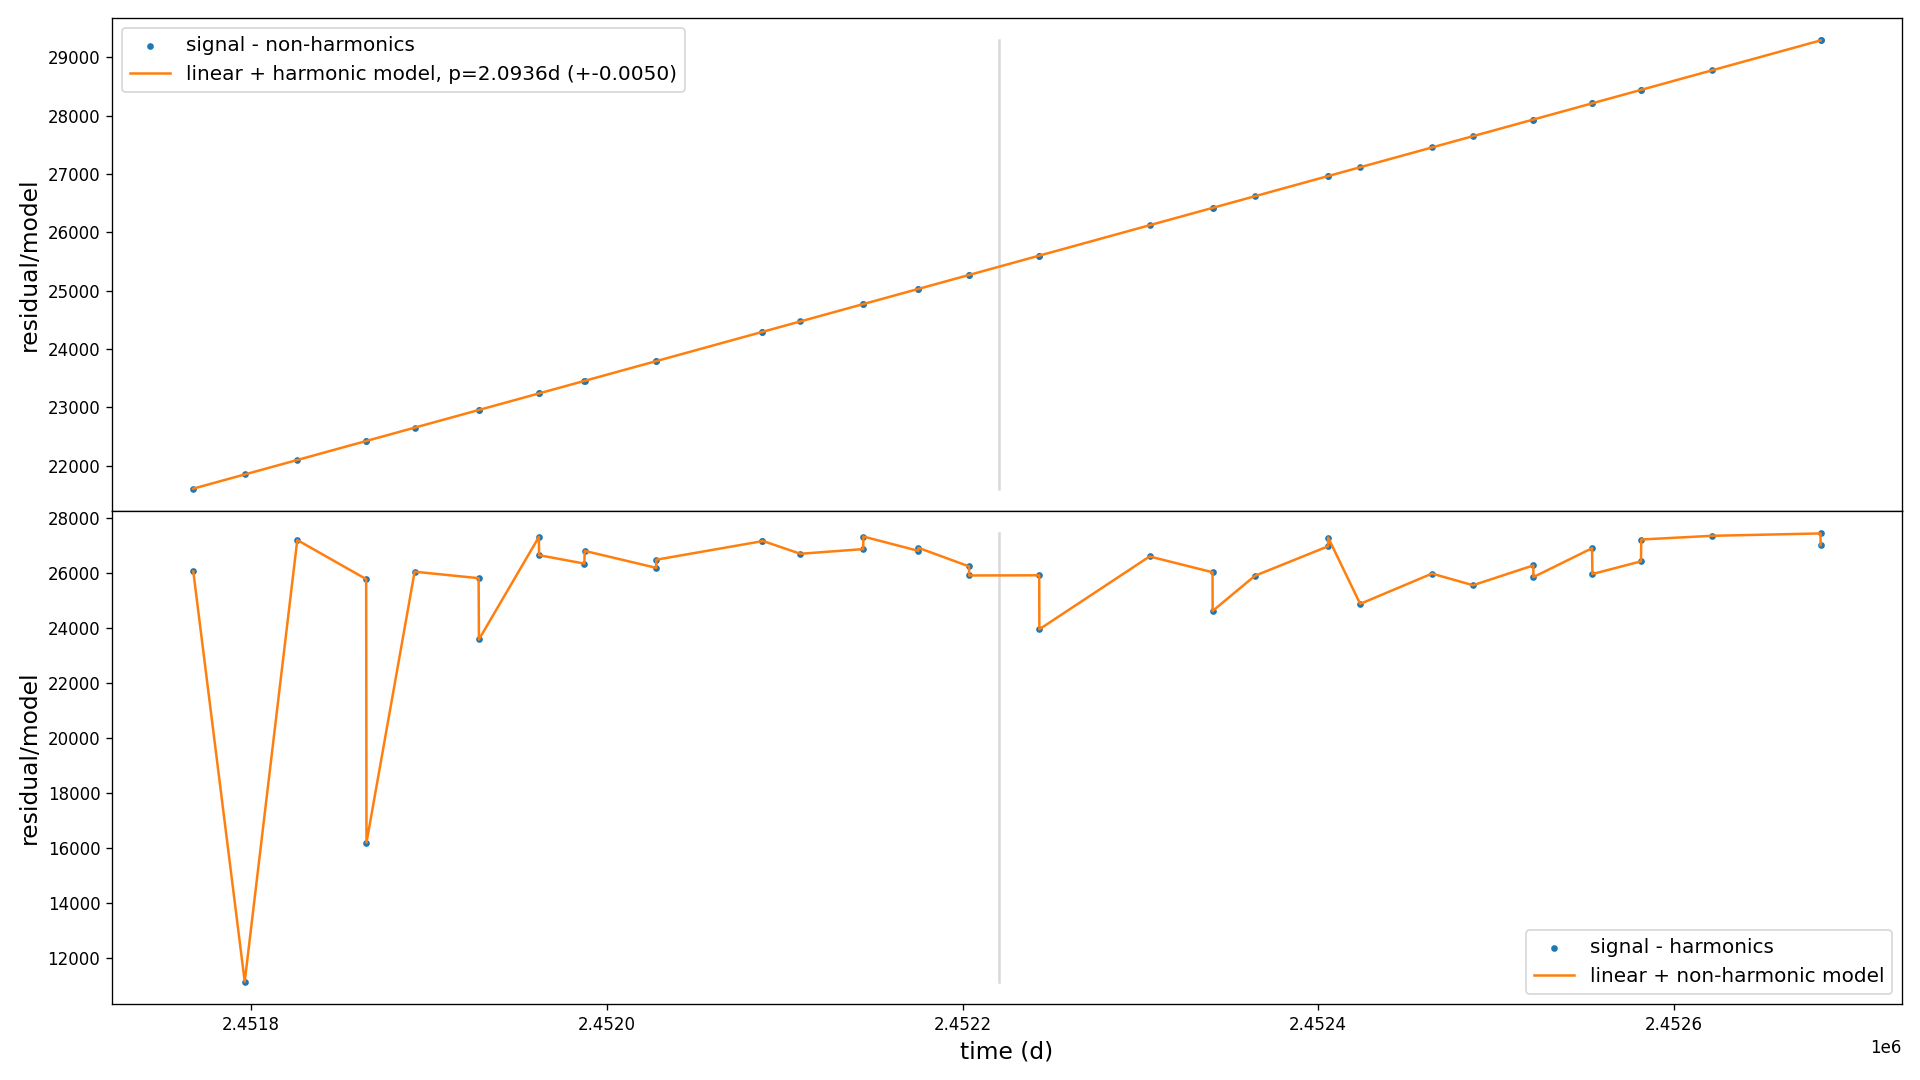 signal - non-harmonics
linear + harmonic model, p=2.0936d (+-0.0050)
residual/model
29000
28000
27000
26000
25000
24000
23000
22000
28000
26000
24000
22000
20000
18000
16000
14000
12000
residual/model
signal - harmonics
linear + non-harmonic model
2.4518
2.4520
2.4522
2.4524
2.4526
1e6
time (d)